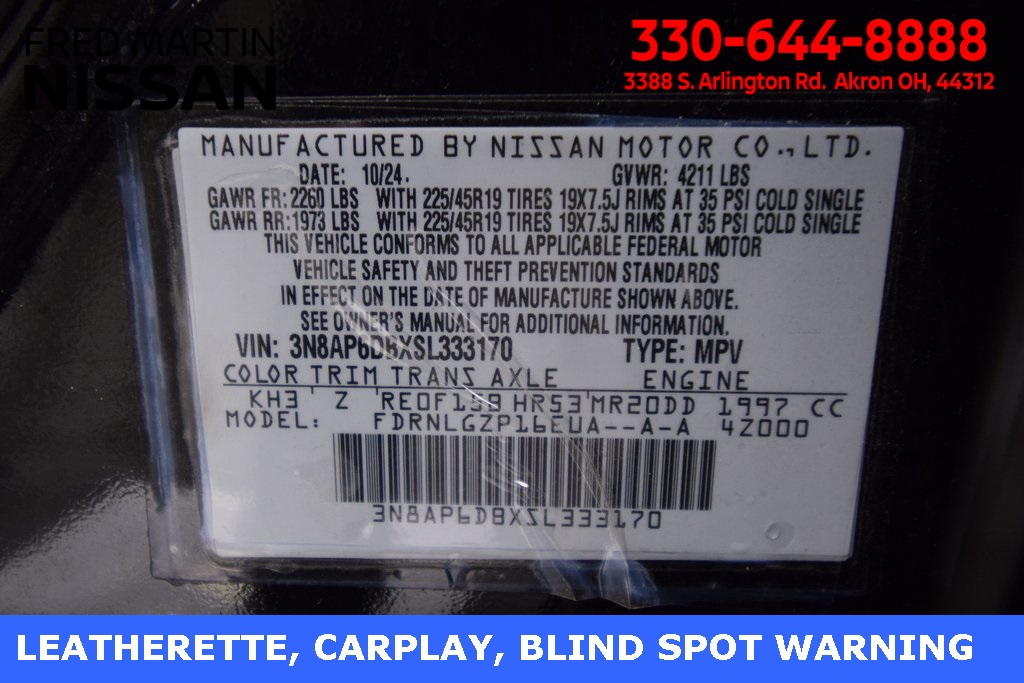 FRED MARTIN
NISSAN
330-644-8888
3388 S. Arlington Rd. Akron OH, 44312
MANUFACTURED BY NISSAN MOTOR CO., LTD.
DATE: 10/24. GVWR: 4211 LBS
GAWR FR: 2260 LBS WITH 225/45R19 TIRES 19X7.5J RIMS AT 35 PSI COLD SINGLE
GAWR RR: 1973 LBS WITH 225/45R19 TIRES 19X7.5J RIMS AT 35 PSI COLD SINGLE
THIS VEHICLE CONFORMS TO ALL APPLICABLE FEDERAL MOTOR
VEHICLE SAFETY AND THEFT PREVENTION STANDARDS
IN EFFECT ON THE DATE OF MANUFACTURE SHOWN ABOVE.
SEE OWNER'S MANUAL FOR ADDITIONAL INFORMATION.
VIN: 3N8AP6DBXSL333170 TYPE: MPV
COLOR TRIM TRANS AXLE ENGINE
KH3 Z RE0F15B HR53 MR20DD 1997 CC
MODEL: FDRNLGZP16EUA--A-A 4Z000
3N8AP6DBXSL333170
LEATHERETTE, CARPLAY, BLIND SPOT WARNING